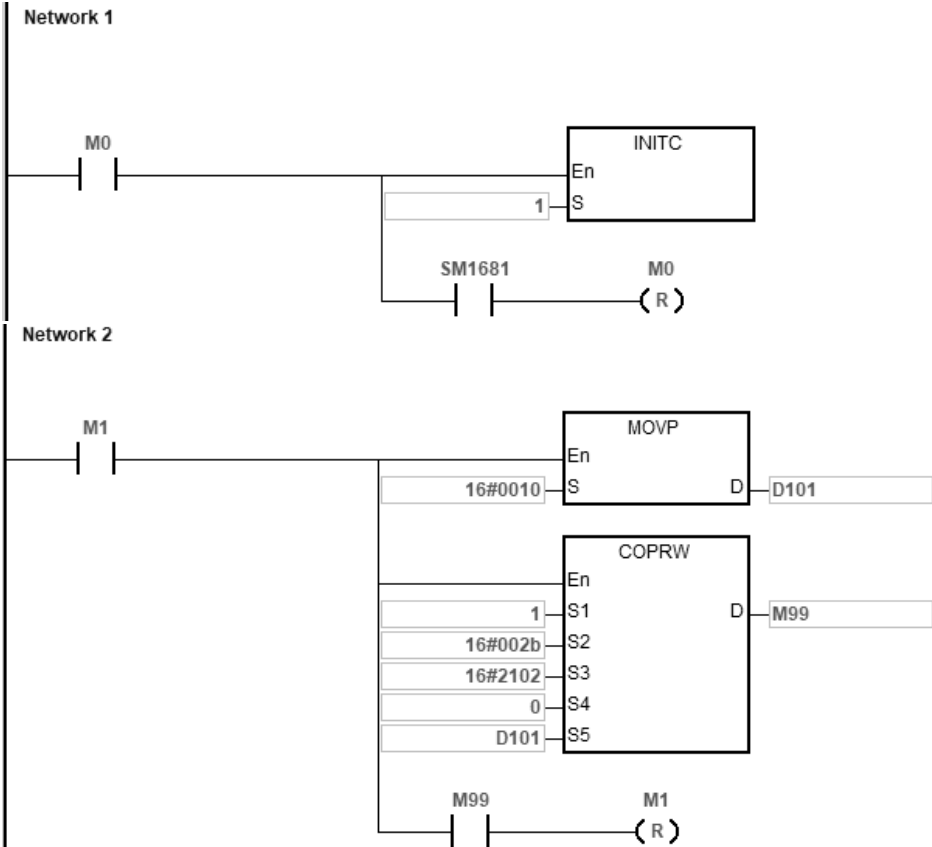 Network 1
M0
INITC
En
1 S
SM1681 M0
R
Network 2
M1
MOVP
En
16#0010 S D D101
COPRW
En
1 S1 D M99
16#002b S2
16#2102 S3
0 S4
D101 S5
M99 M1
R